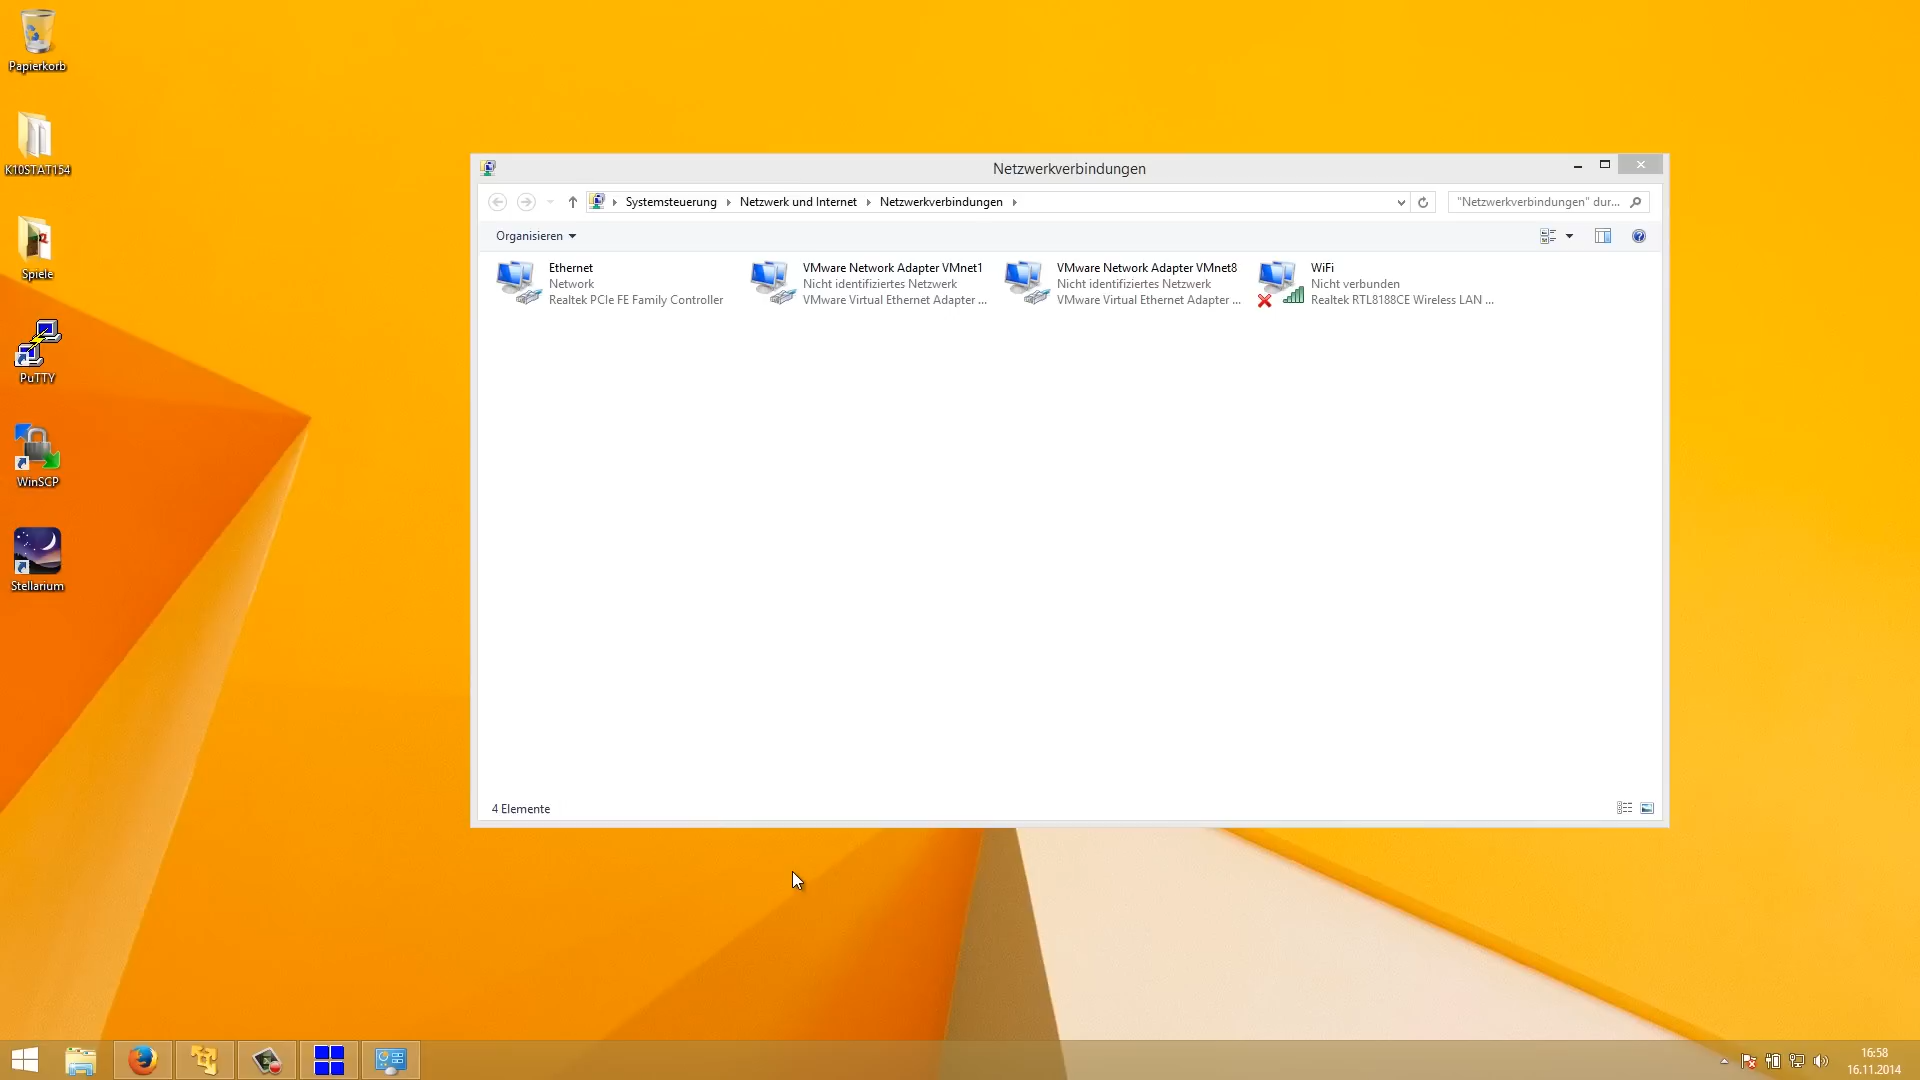 Papierkorb
K10STAT154
Spiele
PuTTY
WinSCP
Stellarium
Netzwerkverbindungen
Systemsteuerung
Netzwerk und Internet
Netzwerkverbindungen
"Netzwerkverbindungen" dur...
Organisieren
Ethernet
Network
Realtek PCIe FE Family Controller
VMware Network Adapter VMnet1
Nicht identifiziertes Netzwerk
VMware Virtual Ethernet Adapter ...
VMware Network Adapter VMnet8
Nicht identifiziertes Netzwerk
VMware Virtual Ethernet Adapter ...
WiFi
Nicht verbunden
Realtek RTL8188CE Wireless LAN ...
4 Elemente
16:58
16.11.2014